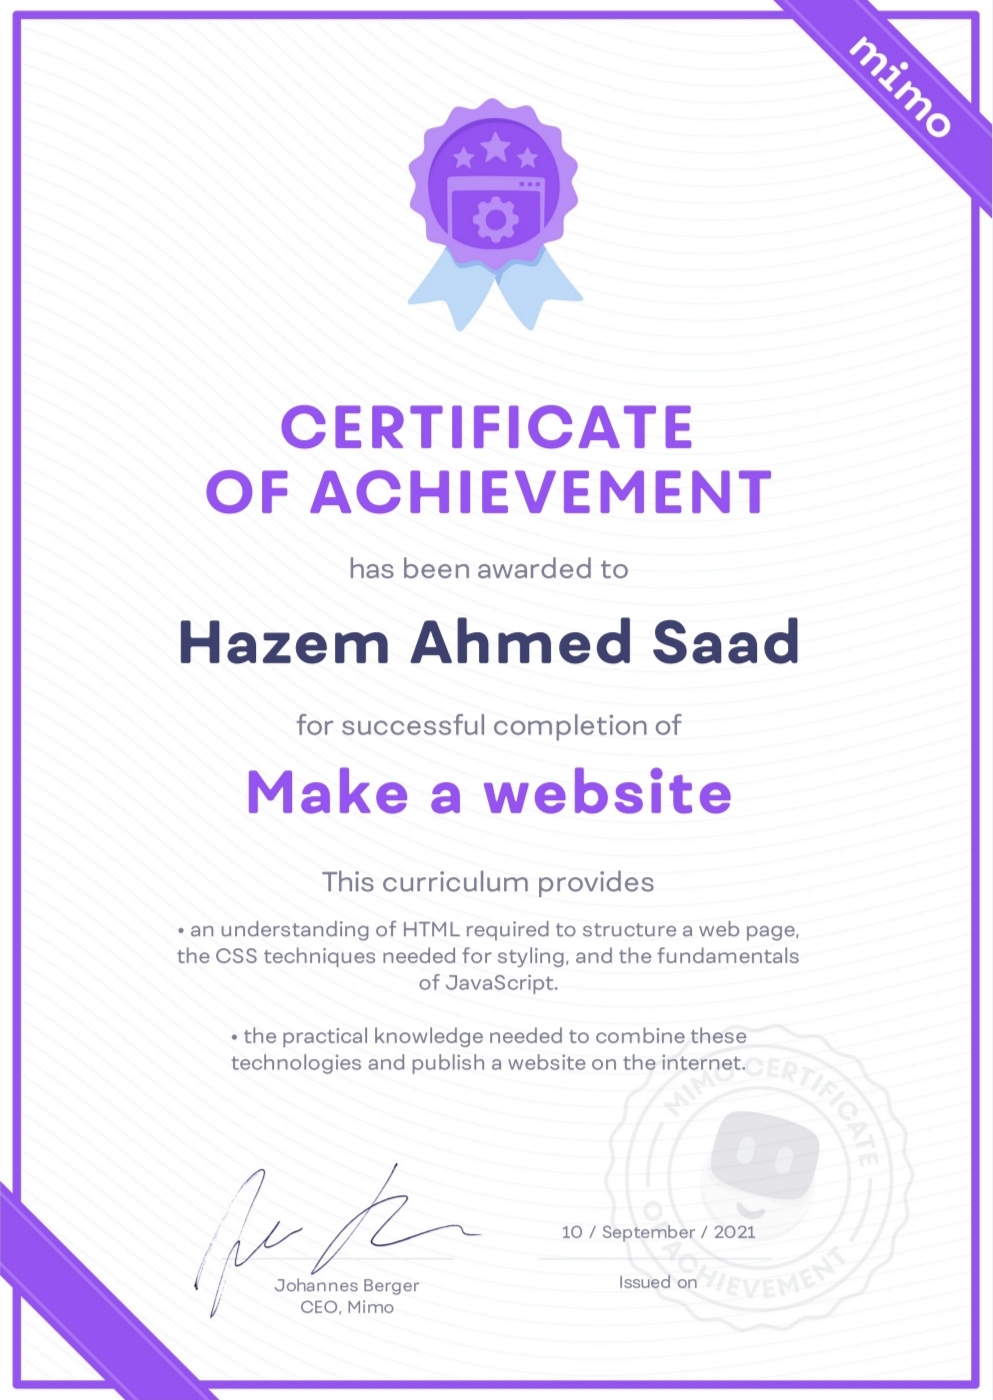 mimo
CERTIFICATE
OF ACHIEVEMENT
has been awarded to
Hazem Ahmed Saad
for successful completion of
Make a website
This curriculum provides
• an understanding of HTML required to structure a web page,
the CSS techniques needed for styling, and the fundamentals
of JavaScript.
• the practical knowledge needed to combine these
technologies and publish a website on the internet.
MIMO CERTIFICATE
OF ACHIEVEMENT
10 / September / 2021
Issued on
Johannes Berger
CEO, Mimo